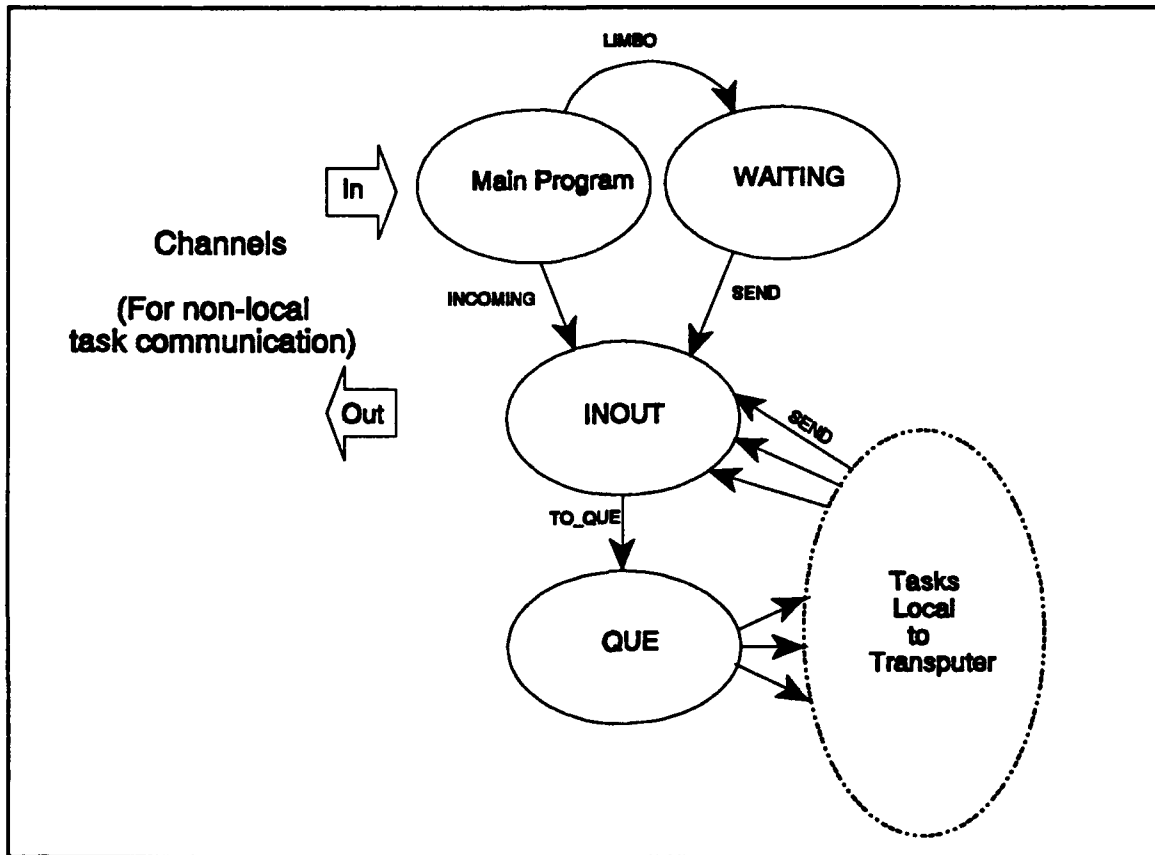 LIMBO
Main Program
WAITING
In
Channels
(For non-local
task communication)
INCOMING
SEND
Out
INOUT
SEND
TO_QUE
QUE
Tasks
Local
to
Transputer